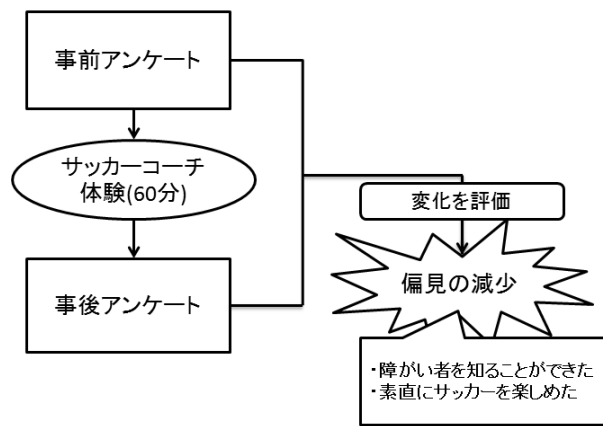 事前アンケート
サッカーコーチ
体験(60分)
事後アンケート
変化を評価
偏見の減少
・障がい者を知ることができた
・素直にサッカーを楽しめた